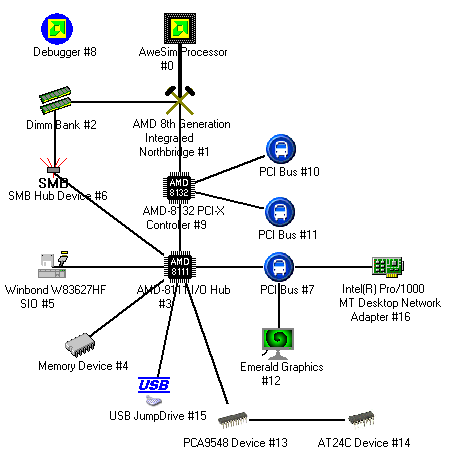 Debugger #8
AweSim Processor
#0
Dimm Bank #2
AMD 8th Generation
Integrated
Northbridge #1
PCI Bus #10
SMB
SMB Hub Device #6
AMD
8132
AMD-8132 PCI-X
Controller #9
PCI Bus #11
AMD
8111
Winbond W83627HF
SIO #5
AMD-8111 I/O Hub
#3
PCI Bus #7
Intel(R) Pro/1000
MT Desktop Network
Adapter #16
Memory Device #4
Emerald Graphics
#12
USB
USB JumpDrive #15
PCA9548 Device #13
AT24C Device #14